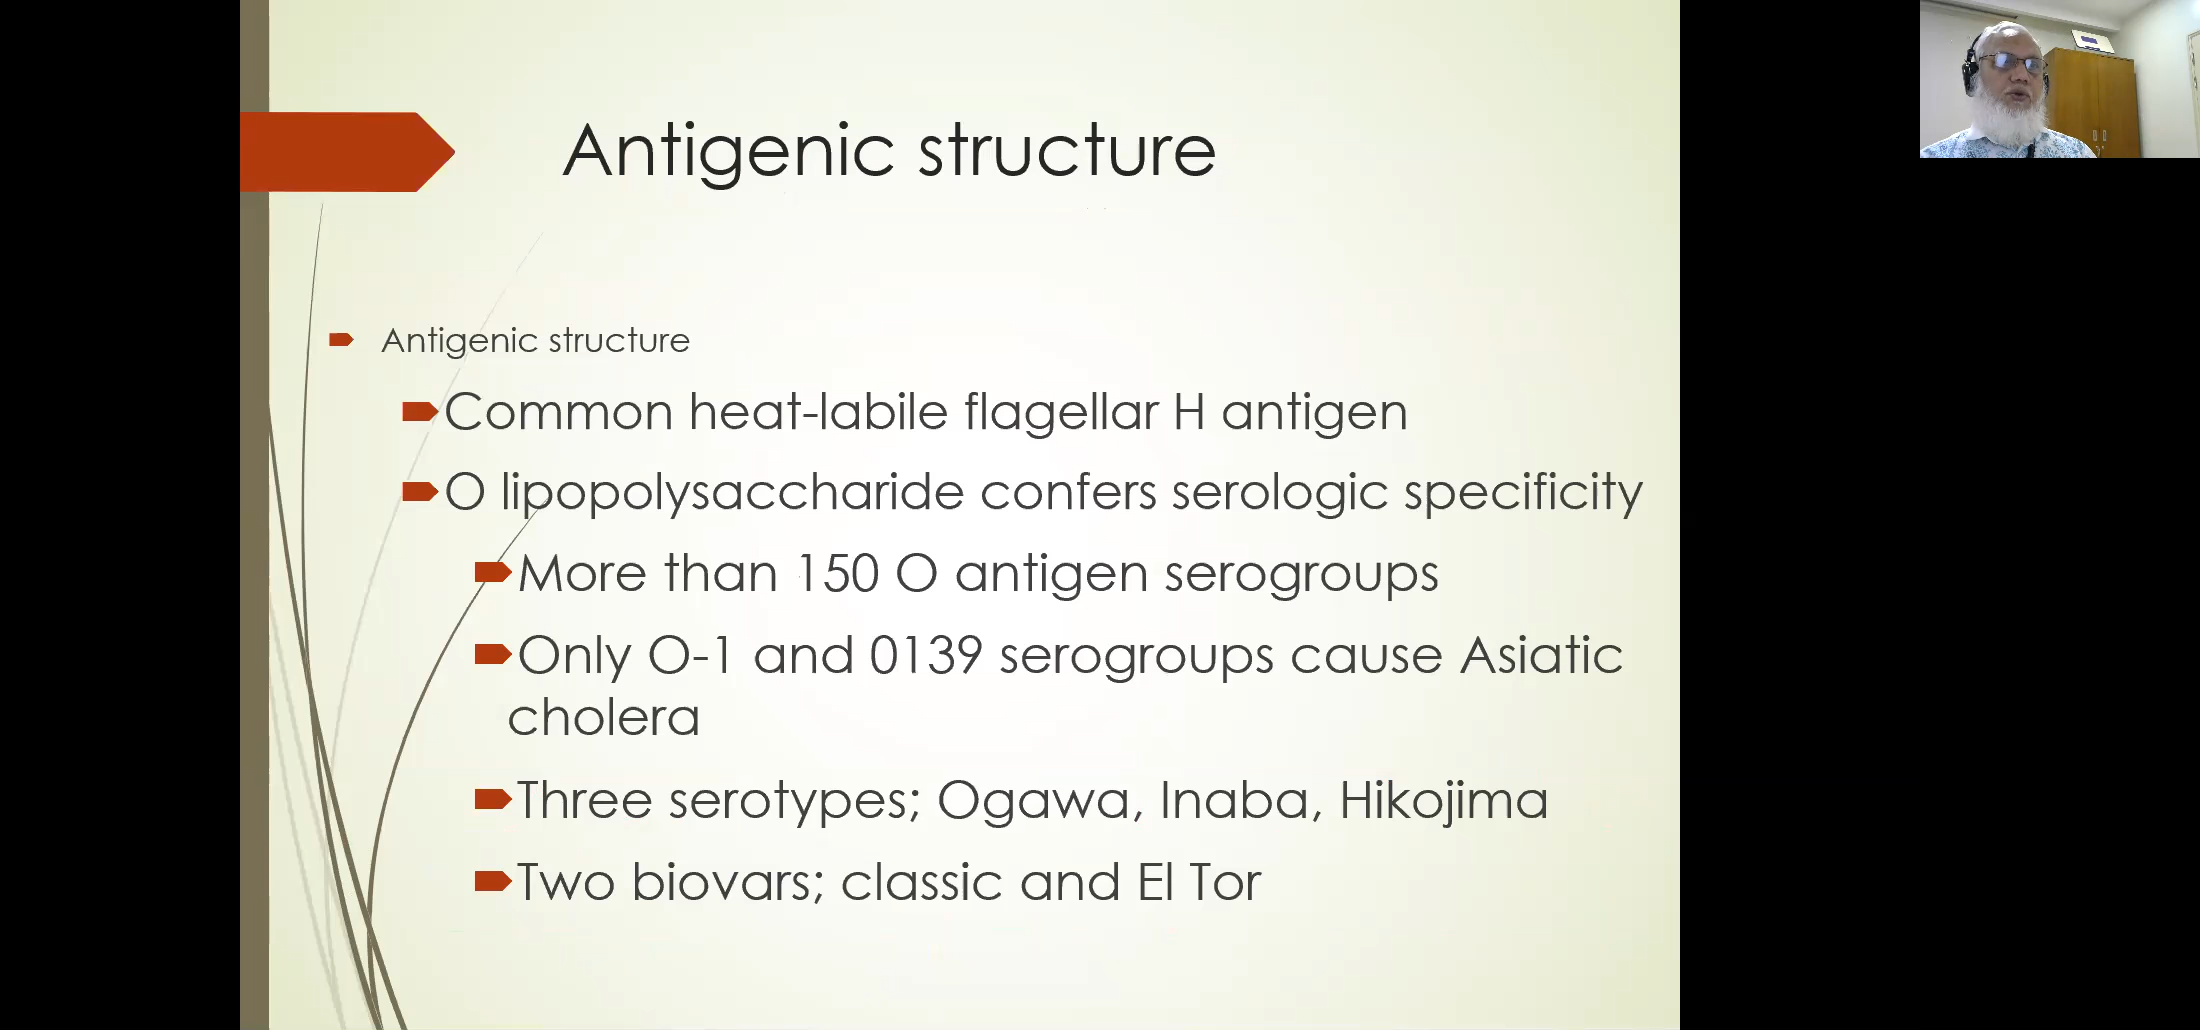 Antigenic structure
Antigenic structure
Common heat-labile flagellar H antigen
O lipopolysaccharide confers serologic specificity
More than 150 O antigen serogroups
Only O-1 and 0139 serogroups cause Asiatic
cholera
Three serotypes; Ogawa, Inaba, Hikojima
Two biovars; classic and El Tor